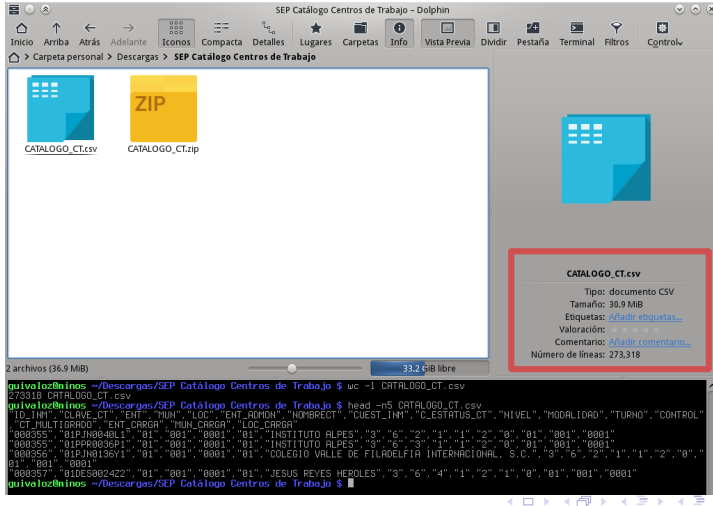 SEP Catálogo Centros de Trabajo – Dolphin
Inicio Arriba Atrás Adelante Iconos Compacta Detalles Lugares Carpetas Info Vista Previa Dividir Pestaña Terminal Filtros Control
> Carpeta personal > Descargas > SEP Catálogo Centros de Trabajo
ZIP
CATALOGO_CT.csv CATALOGO_CT.zip
CATALOGO_CT.csv
Tipo: documento CSV
Tamaño: 30.9 MiB
Etiquetas: Añadir etiquetas...
Valoración:
Comentario: Añadir comentario...
Número de líneas: 273,318
2 archivos (36.9 MiB) 33.2 GiB libre
guivaloz@ninos ~/Descargas/SEP Catálogo Centros de Trabajo $ wc -l CATALOGO_CT.csv
273318 CATALOGO_CT.csv
guivaloz@ninos ~/Descargas/SEP Catálogo Centros de Trabajo $ head -n5 CATALOGO_CT.csv
"ID_INM","CLAVE_CT","ENT","MUN","LOC","ENT_ADMON","NOMBRECT","CUEST_INM","C_ESTATUS_CT","NIVEL","MODALIDAD","TURNO","CONTROL"
,"CT_MULTIGRADO","ENT_CARGA","MUN_CARGA","LOC_CARGA"
"000355","01PJN0040L1","01","001","0001","01","INSTITUTO ALPES","3","6","2","1","1","2","0","01","001","0001"
"000355","01PPR0036P1","01","001","0001","01","INSTITUTO ALPES","3","6","3","1","1","2","0","01","001","0001"
"000356","01PJN0136Y1","01","001","0001","01","COLEGIO VALLE DE FILADELFIA INTERNACIONAL, S.C.","3","6","2","1","1","2","0","
01","001","0001"
"000357","01DES0024Z2","01","001","0001","01","JESUS REYES HEROLES","3","6","4","1","2","1","0","01","001","0001"
guivaloz@ninos ~/Descargas/SEP Catálogo Centros de Trabajo $